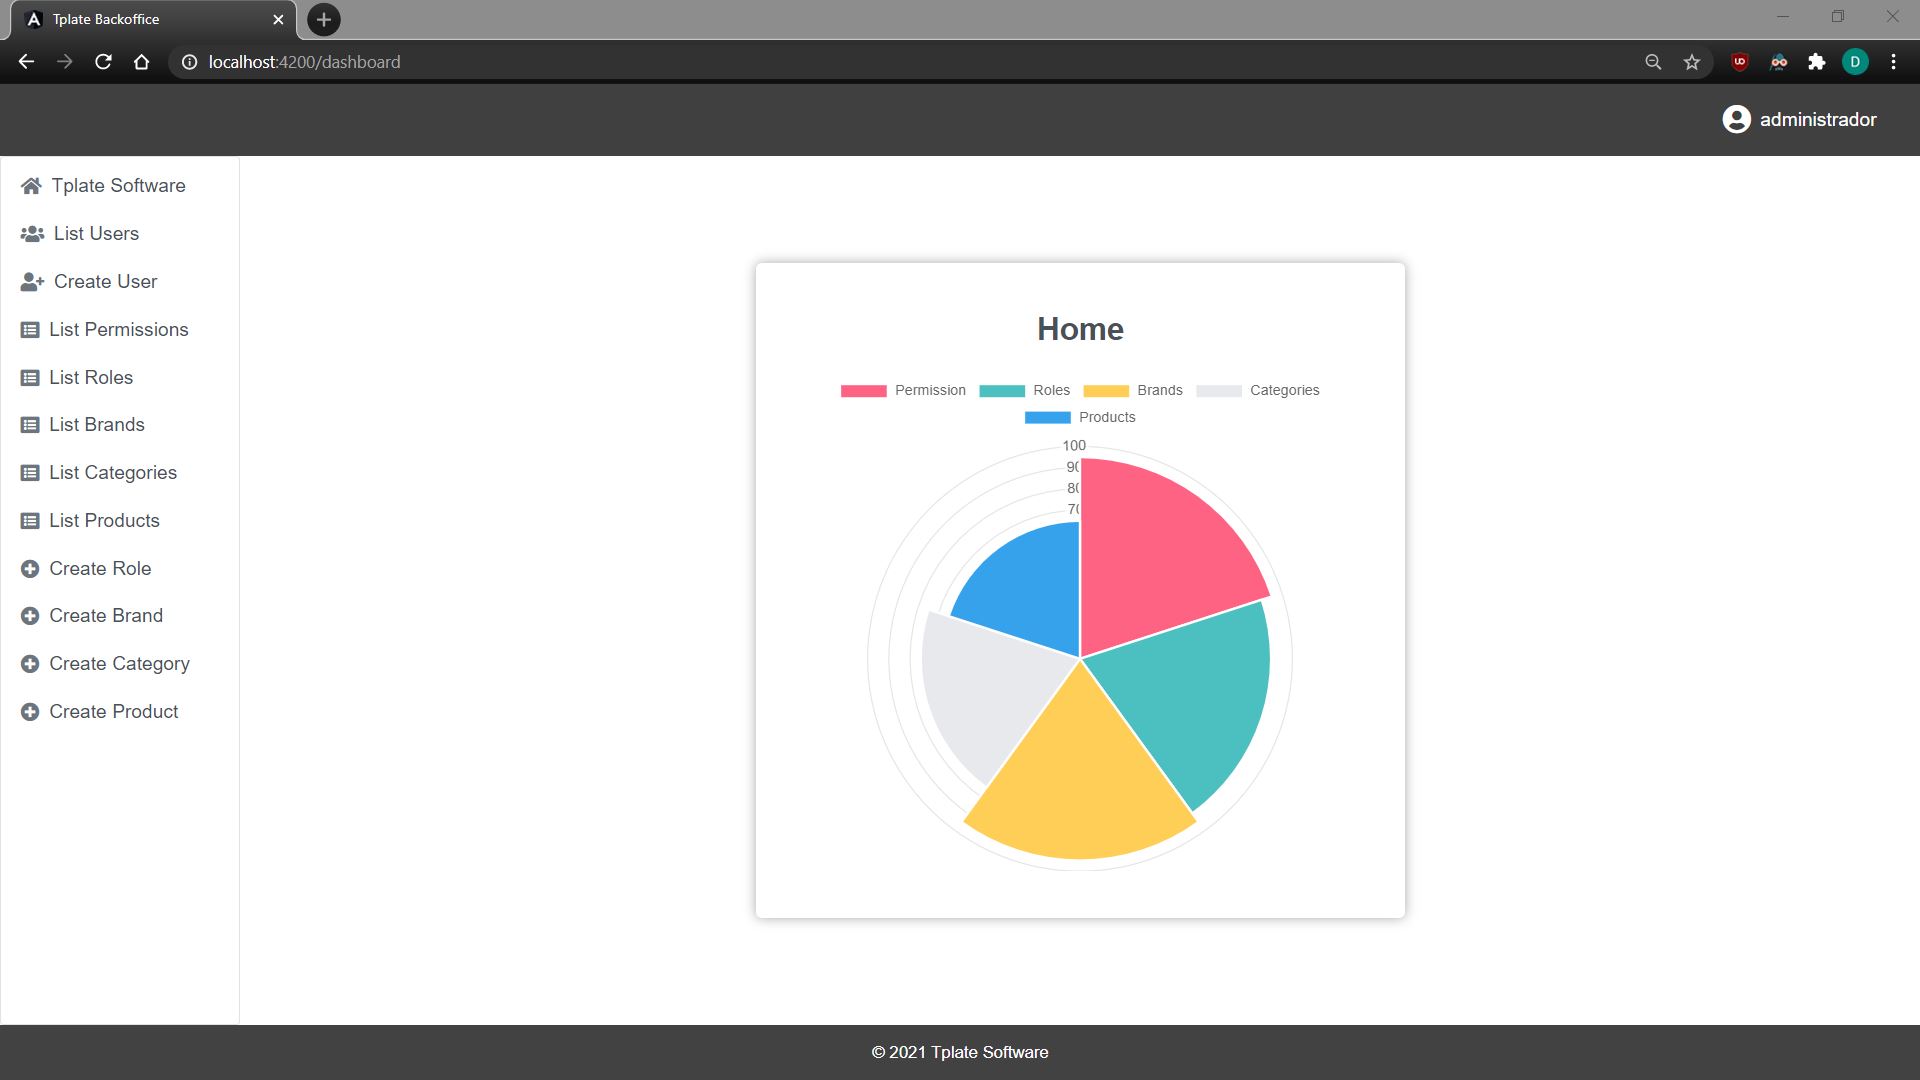 Tplate Backoffice
localhost:4200/dashboard
D
administrador
Tplate Software
List Users
Create User
List Permissions
List Roles
List Brands
List Categories
List Products
Create Role
Create Brand
Create Category
Create Product
Home
Permission Roles Brands Categories
Products
100
90
80
70
© 2021 Tplate Software